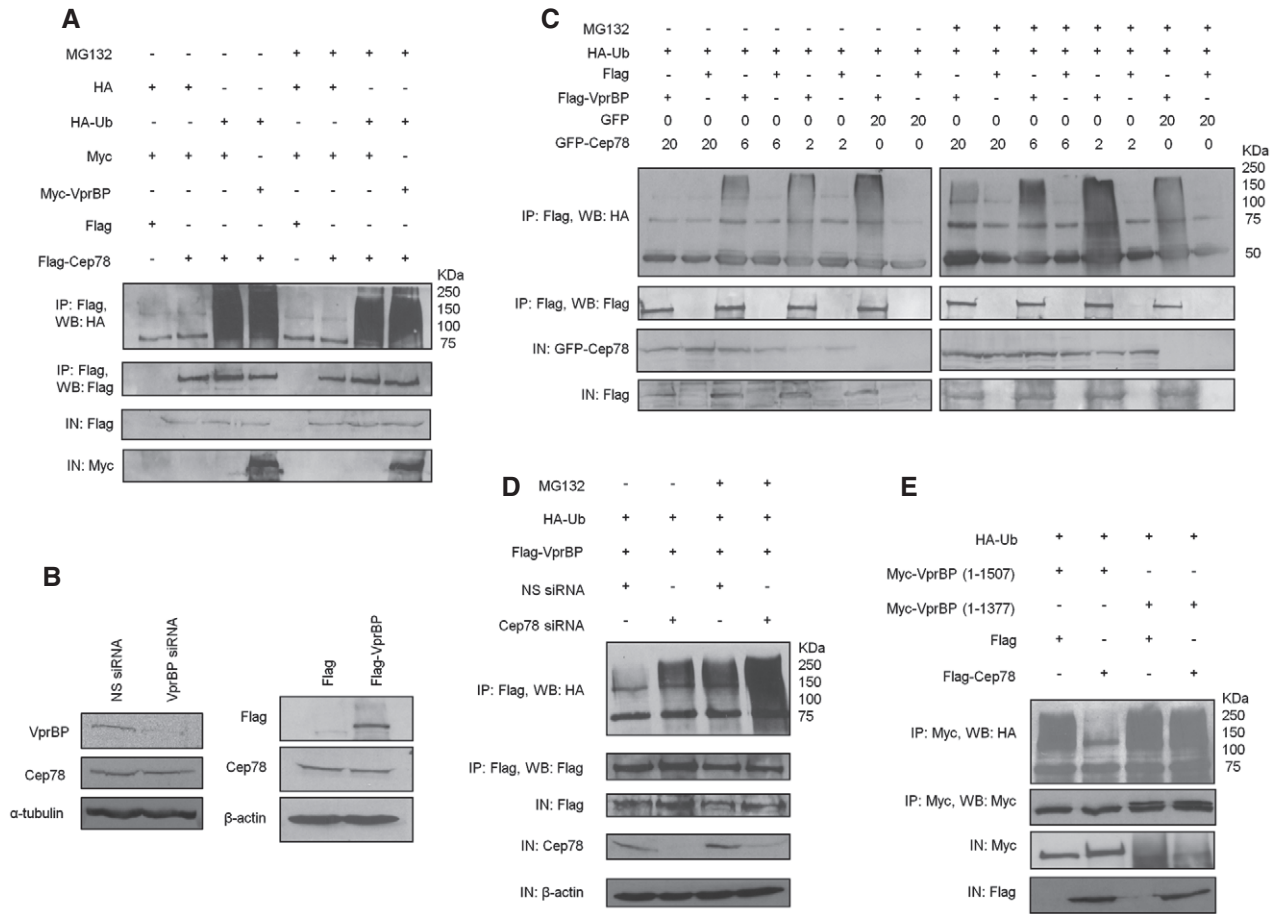 A
MG132 - - - - + + + +
HA + + - - + + - -
HA-Ub - - + + - - + +
Myc + + + - + + + -
Myc-VprBP - - - + - - - +
Flag + - - - + - - -
Flag-Cep78 - + + + - + + +
KDa
IP: Flag, WB: HA
250
150
100
75
IP: Flag, WB: Flag
IN: Flag
IN: Myc
B
NS siRNA
VprBP siRNA
VprBP
Cep78
α-tubulin
Flag
Flag-VprBP
Flag
Cep78
β-actin
C
MG132 - - - - - - - - + + + + + + + +
HA-Ub + + + + + + + + + + + + + + + +
Flag - + - + - + - + - + - + - + - +
Flag-VprBP + - + - + - + - + - + - + - + -
GFP 0 0 0 0 0 0 20 20 0 0 0 0 0 0 20 20
GFP-Cep78 20 20 6 6 2 2 0 0 20 20 6 6 2 2 0 0
KDa
IP: Flag, WB: HA
250
150
100
75
50
IP: Flag, WB: Flag
IN: GFP-Cep78
IN: Flag
D
MG132 - - + +
HA-Ub + + + +
Flag-VprBP + + + +
NS siRNA + - + -
Cep78 siRNA - + - +
KDa
IP: Flag, WB: HA
250
150
100
75
IP: Flag, WB: Flag
IN: Flag
IN: Cep78
IN: β-actin
E
HA-Ub + + + +
Myc-VprBP (1-1507) + + - -
Myc-VprBP (1-1377) - - + +
Flag + - + -
Flag-Cep78 - + - +
KDa
IP: Myc, WB: HA
250
150
100
75
IP: Myc, WB: Myc
IN: Myc
IN: Flag